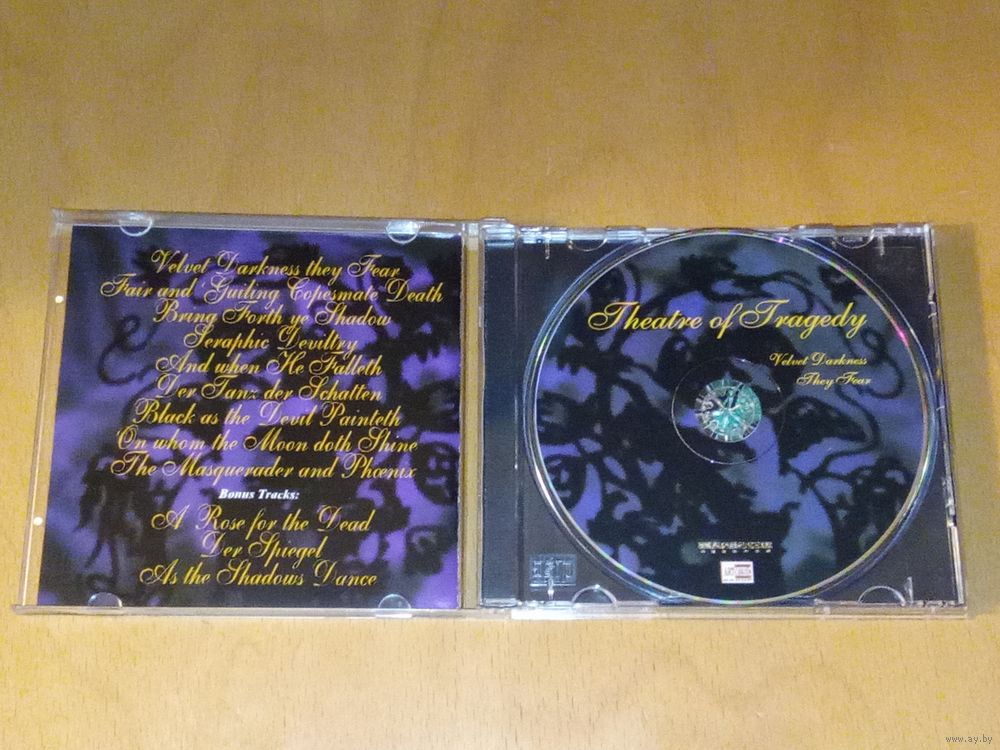 Velvet Darkness they Fear
Fair and 'Guiling Copesmate Death
Bring Forth ye Shadow
Seraphic Deviltry
And when He Falleth
Der Tanz der Schatten
Black as the Devil Painteth
On whom the Moon doth Shine
The Masquerader and Phœnix
Bonus Tracks:
A Rose for the Dead
Der Spiegel
As the Shadows Dance
Theatre of Tragedy
Velvet Darkness
They Fear
www.ay.by